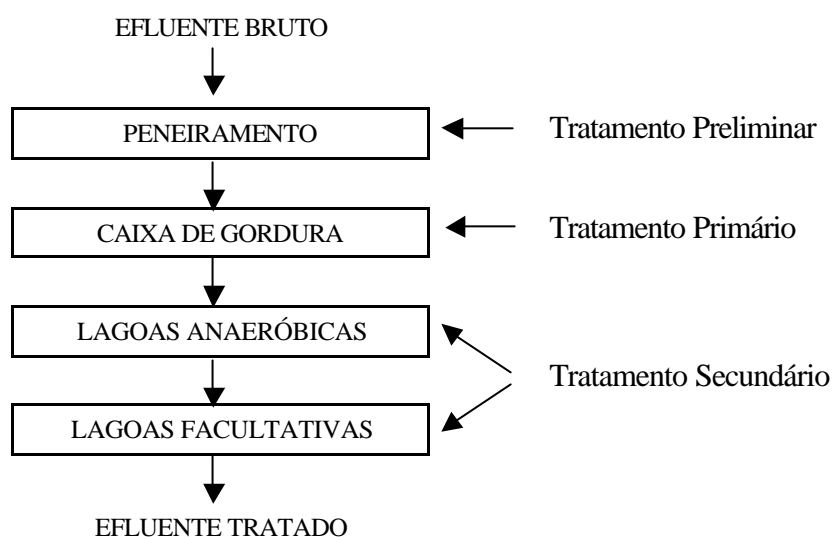 EFLUENTE BRUTO
PENEIRAMENTO
Tratamento Preliminar
CAIXA DE GORDURA
Tratamento Primário
LAGOAS ANAERÓBICAS
Tratamento Secundário
LAGOAS FACULTATIVAS
EFLUENTE TRATADO